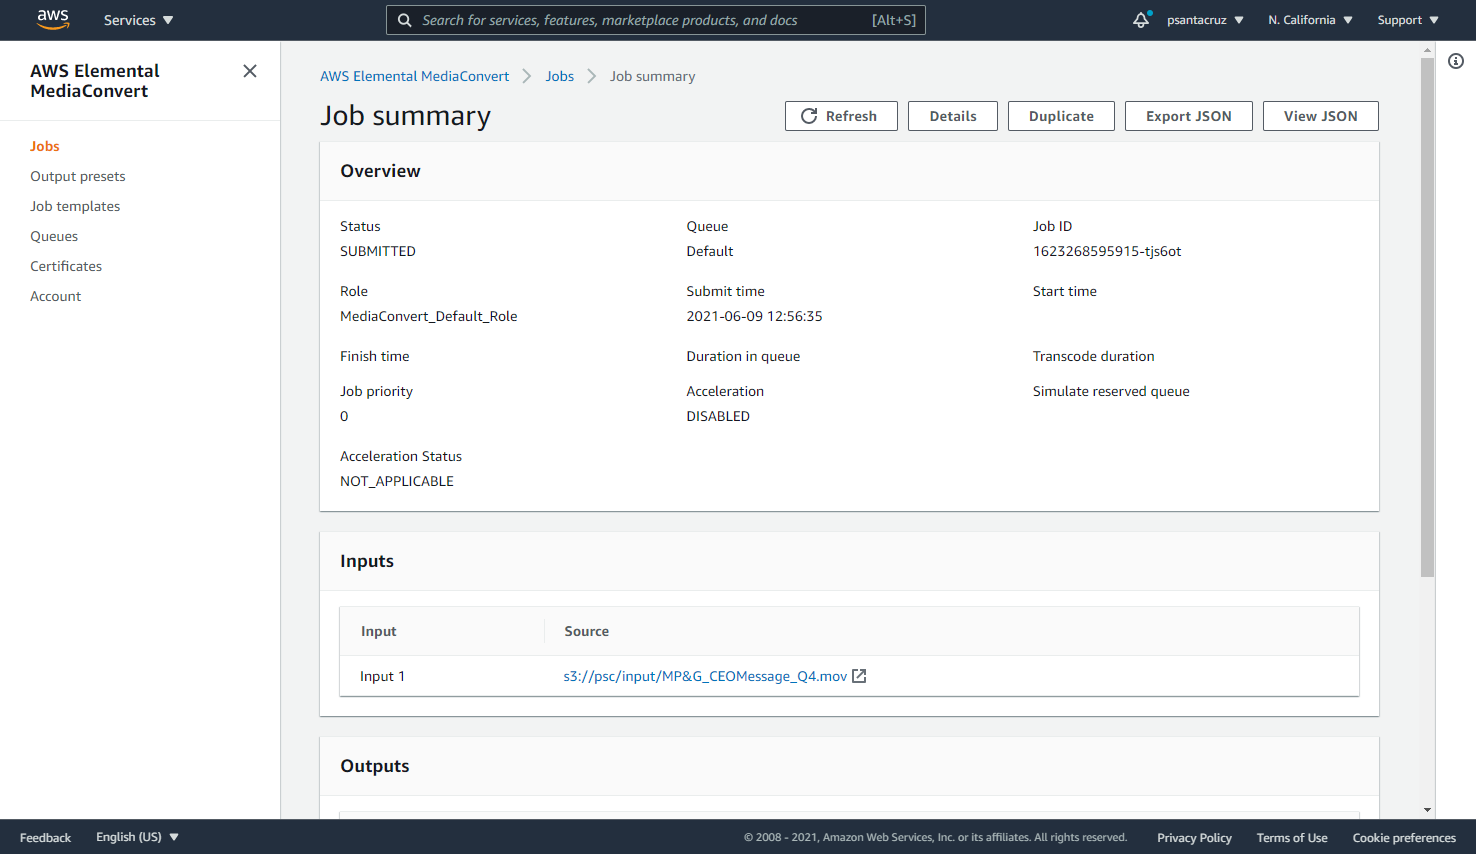 aws
Services
Search for services, features, marketplace products, and docs [Alt+S]
psantacruz
N. California
Support
AWS Elemental
MediaConvert
Jobs
Output presets
Job templates
Queues
Certificates
Account
AWS Elemental MediaConvert
Jobs
Job summary
Job summary
Refresh
Details
Duplicate
Export JSON
View JSON
Overview
Status
SUBMITTED
Queue
Default
Job ID
1623268595915-tjs6ot
Role
MediaConvert_Default_Role
Submit time
2021-06-09 12:56:35
Start time
Finish time
Duration in queue
Transcode duration
Job priority
0
Acceleration
DISABLED
Simulate reserved queue
Acceleration Status
NOT_APPLICABLE
Inputs
Input
Source
Input 1
s3://psc/input/MP&G_CEOMessage_Q4.mov
Outputs
Feedback
English (US)
© 2008 - 2021, Amazon Web Services, Inc. or its affiliates. All rights reserved.
Privacy Policy
Terms of Use
Cookie preferences